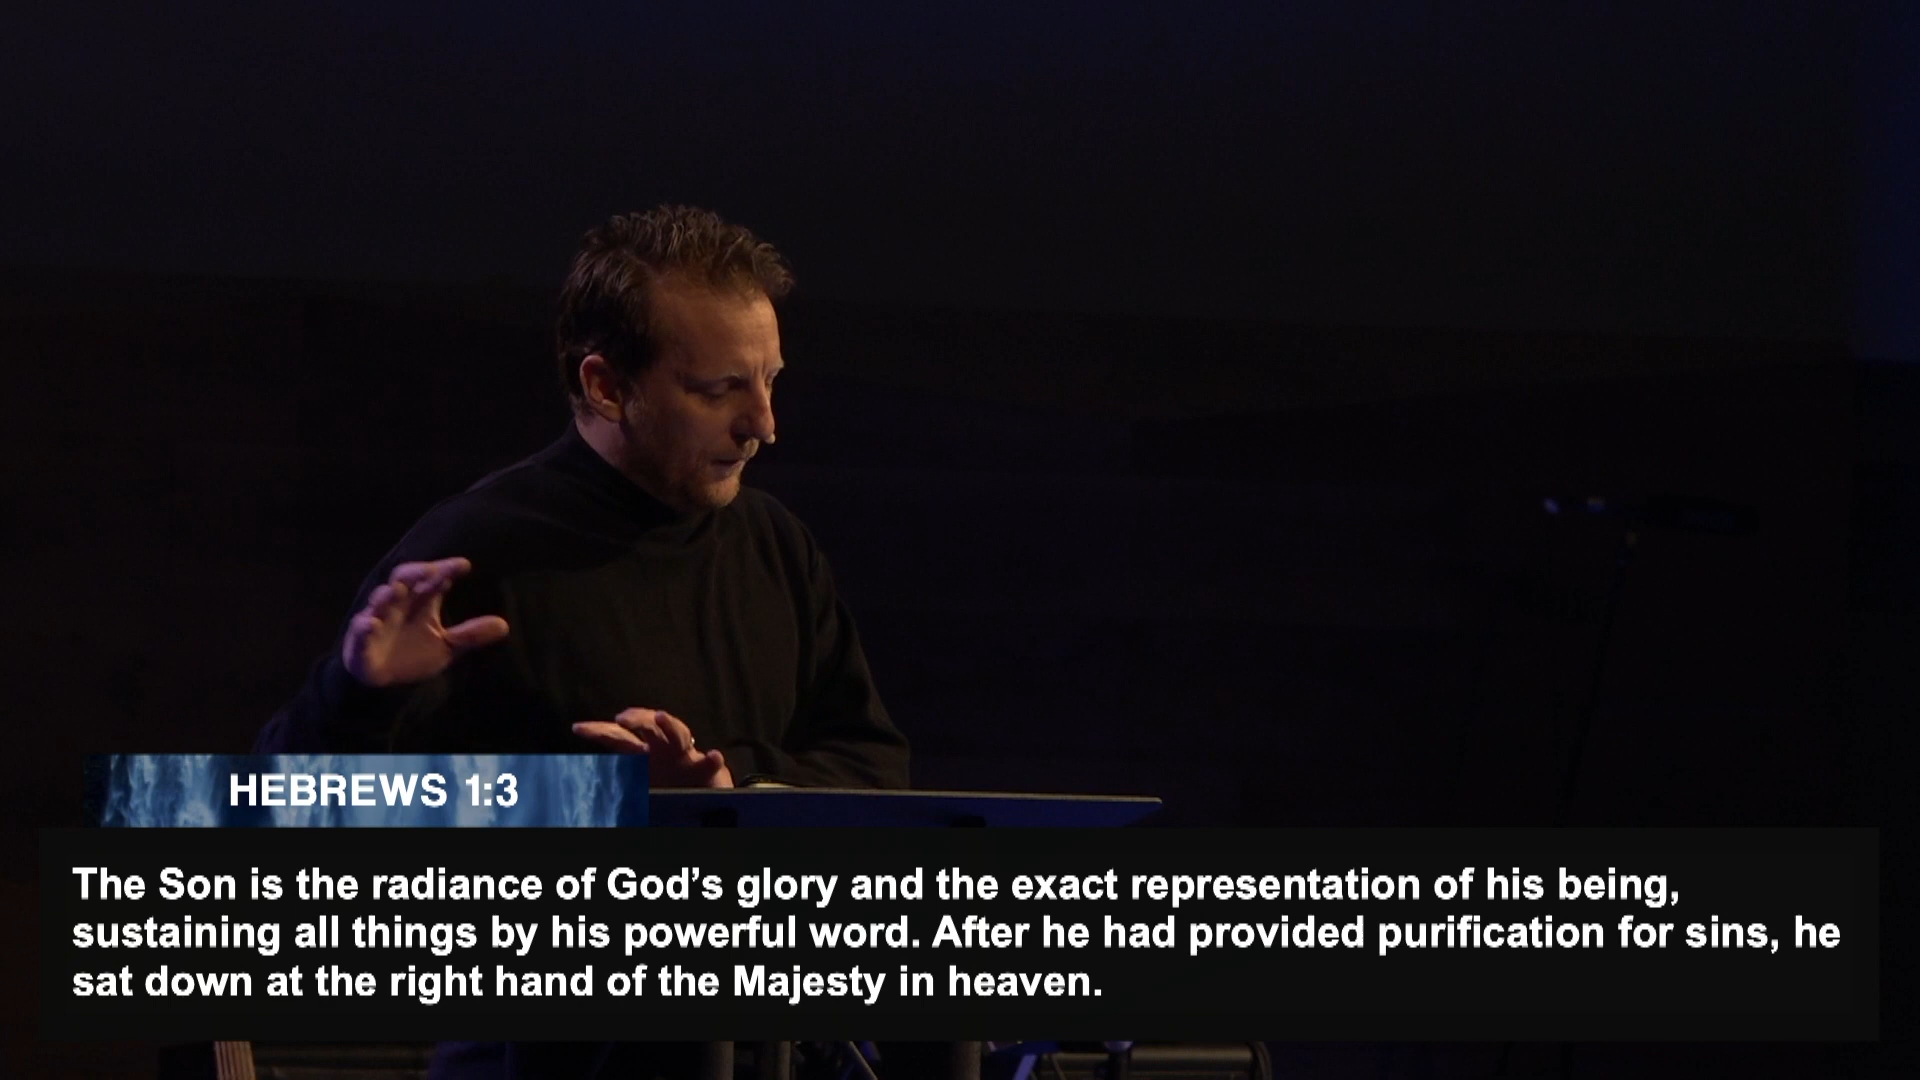 HEBREWS 1:3
The Son is the radiance of God’s glory and the exact representation of his being,
sustaining all things by his powerful word. After he had provided purification for sins, he
sat down at the right hand of the Majesty in heaven.